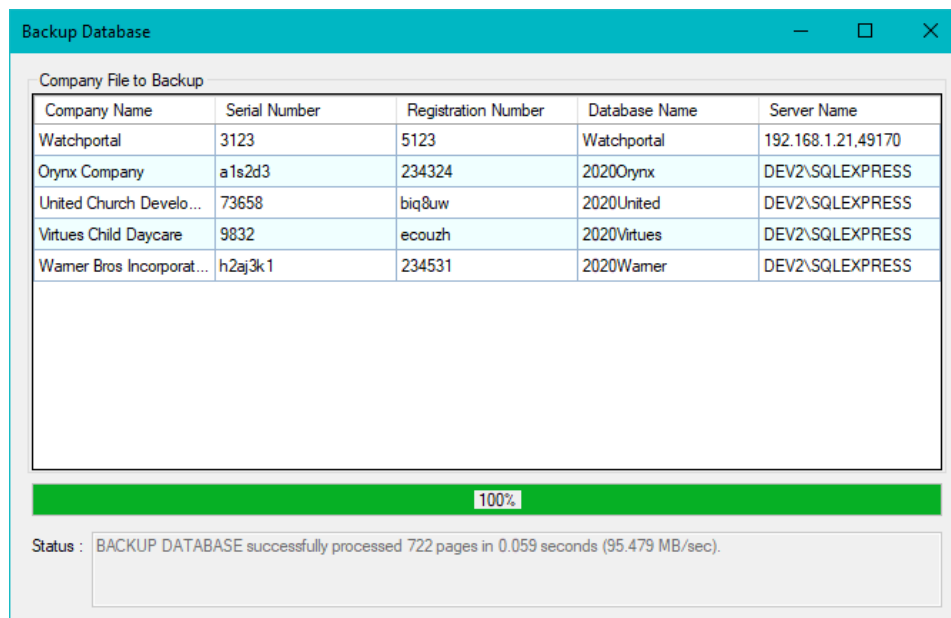 Backup Database
Company File to Backup
Company Name Serial Number Registration Number Database Name Server Name
Watchportal 3123 5123 Watchportal 192.168.1.21,49170
Orynx Company a1s2d3 234324 2020Orynx DEV2\SQLEXPRESS
United Church Develo... 73658 biq8uw 2020United DEV2\SQLEXPRESS
Virtues Child Daycare 9832 ecouzh 2020Virtues DEV2\SQLEXPRESS
Warner Bros Incorporat... h2aj3k1 234531 2020Warner DEV2\SQLEXPRESS
100%
Status : BACKUP DATABASE successfully processed 722 pages in 0.059 seconds (95.479 MB/sec).